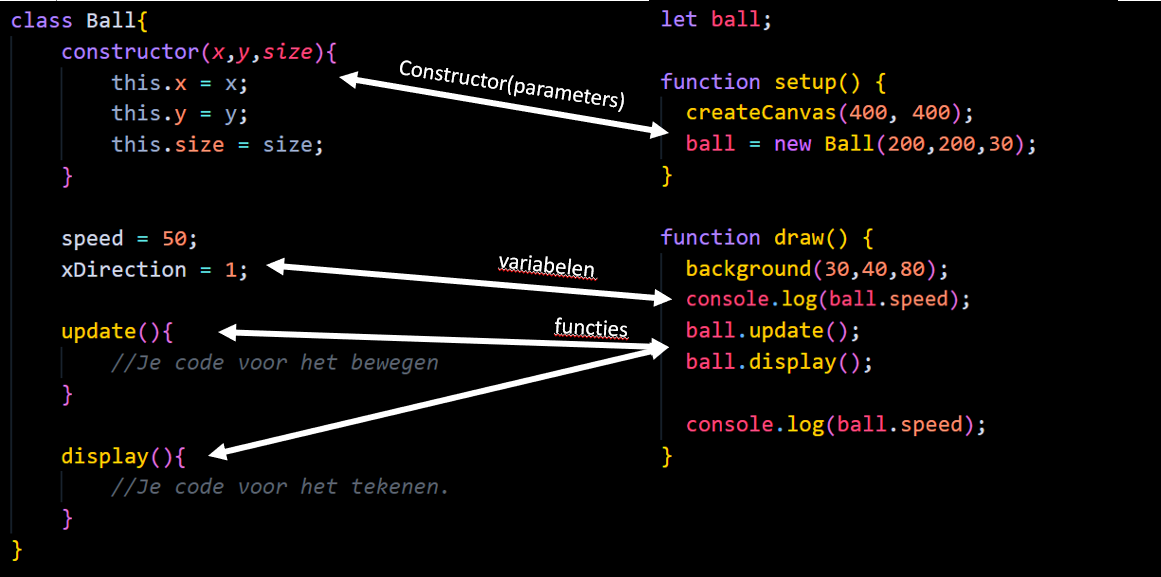 class Ball{
constructor(x,y,size){
this.x = x;
this.y = y;
this.size = size;
}
speed = 50;
xDirection = 1;
update(){
//Je code voor het bewegen
}
display(){
//Je code voor het tekenen.
}
}
Constructor(parameters)
variabelen
functies
let ball;
function setup() {
createCanvas(400, 400);
ball = new Ball(200,200,30);
}
function draw() {
background(30,40,80);
console.log(ball.speed);
ball.update();
ball.display();
console.log(ball.speed);
}